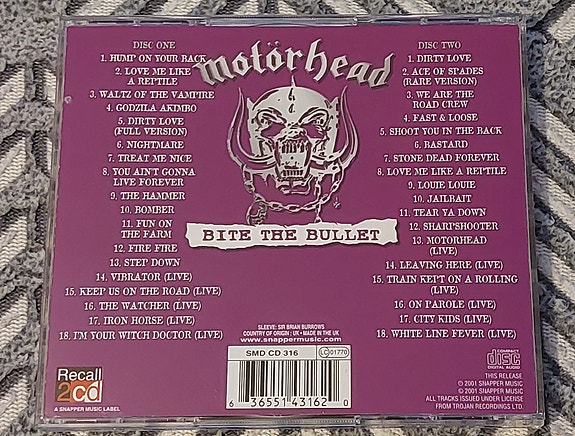 DISC ONE
1. HUMP ON YOUR BACK
2. LOVE ME LIKE
A REPTILE
3. WALTZ OF THE VAMPIRE
4. GODZILA AKIMBO
5. DIRTY LOVE
(FULL VERSION)
6. NIGHTMARE
7. TREAT ME NICE
8. YOU AIN'T GONNA
LIVE FOREVER
9. THE HAMMER
10. BOMBER
11. FUN ON
THE FARM
12. FIRE FIRE
13. STEP DOWN
14. VIBRATOR (LIVE)
15. KEEP US ON THE ROAD (LIVE)
16. THE WATCHER (LIVE)
17. IRON HORSE (LIVE)
18. I'M YOUR WITCH DOCTOR (LIVE)
motörhead
BITE THE BULLET
DISC TWO
1. DIRTY LOVE
2. ACE OF SPADES
(RARE VERSION)
3. WE ARE THE
ROAD CREW
4. FAST & LOOSE
5. SHOOT YOU IN THE BACK
6. BASTARD
7. STONE DEAD FOREVER
8. LOVE ME LIKE A REPTILE
9. LOUIE LOUIE
10. JAILBAIT
11. TEAR YA DOWN
12. SHARPSHOOTER
13. MOTORHEAD
(LIVE)
14. LEAVING HERE (LIVE)
15. TRAIN KEPT ON A ROLLING
(LIVE)
16. ON PAROLE (LIVE)
17. CITY KIDS (LIVE)
18. WHITE LINE FEVER (LIVE)
SLEEVE: SIR BRIAN BURROWS
COUNTRY OF ORIGIN : UK • MADE IN THE UK
www.snappermusic.com
SMD CD 316
LC 01770
6 36551 43162 0
Recall
2cd
A SNAPPER MUSIC LABEL
COMPACT
disc
DIGITAL AUDIO
THIS RELEASE
℗ 2001 SNAPPER MUSIC
© 2001 SNAPPER MUSIC
ALL TRACKS ISSUED UNDER LICENSE
FROM TROJAN RECORDINGS LTD.